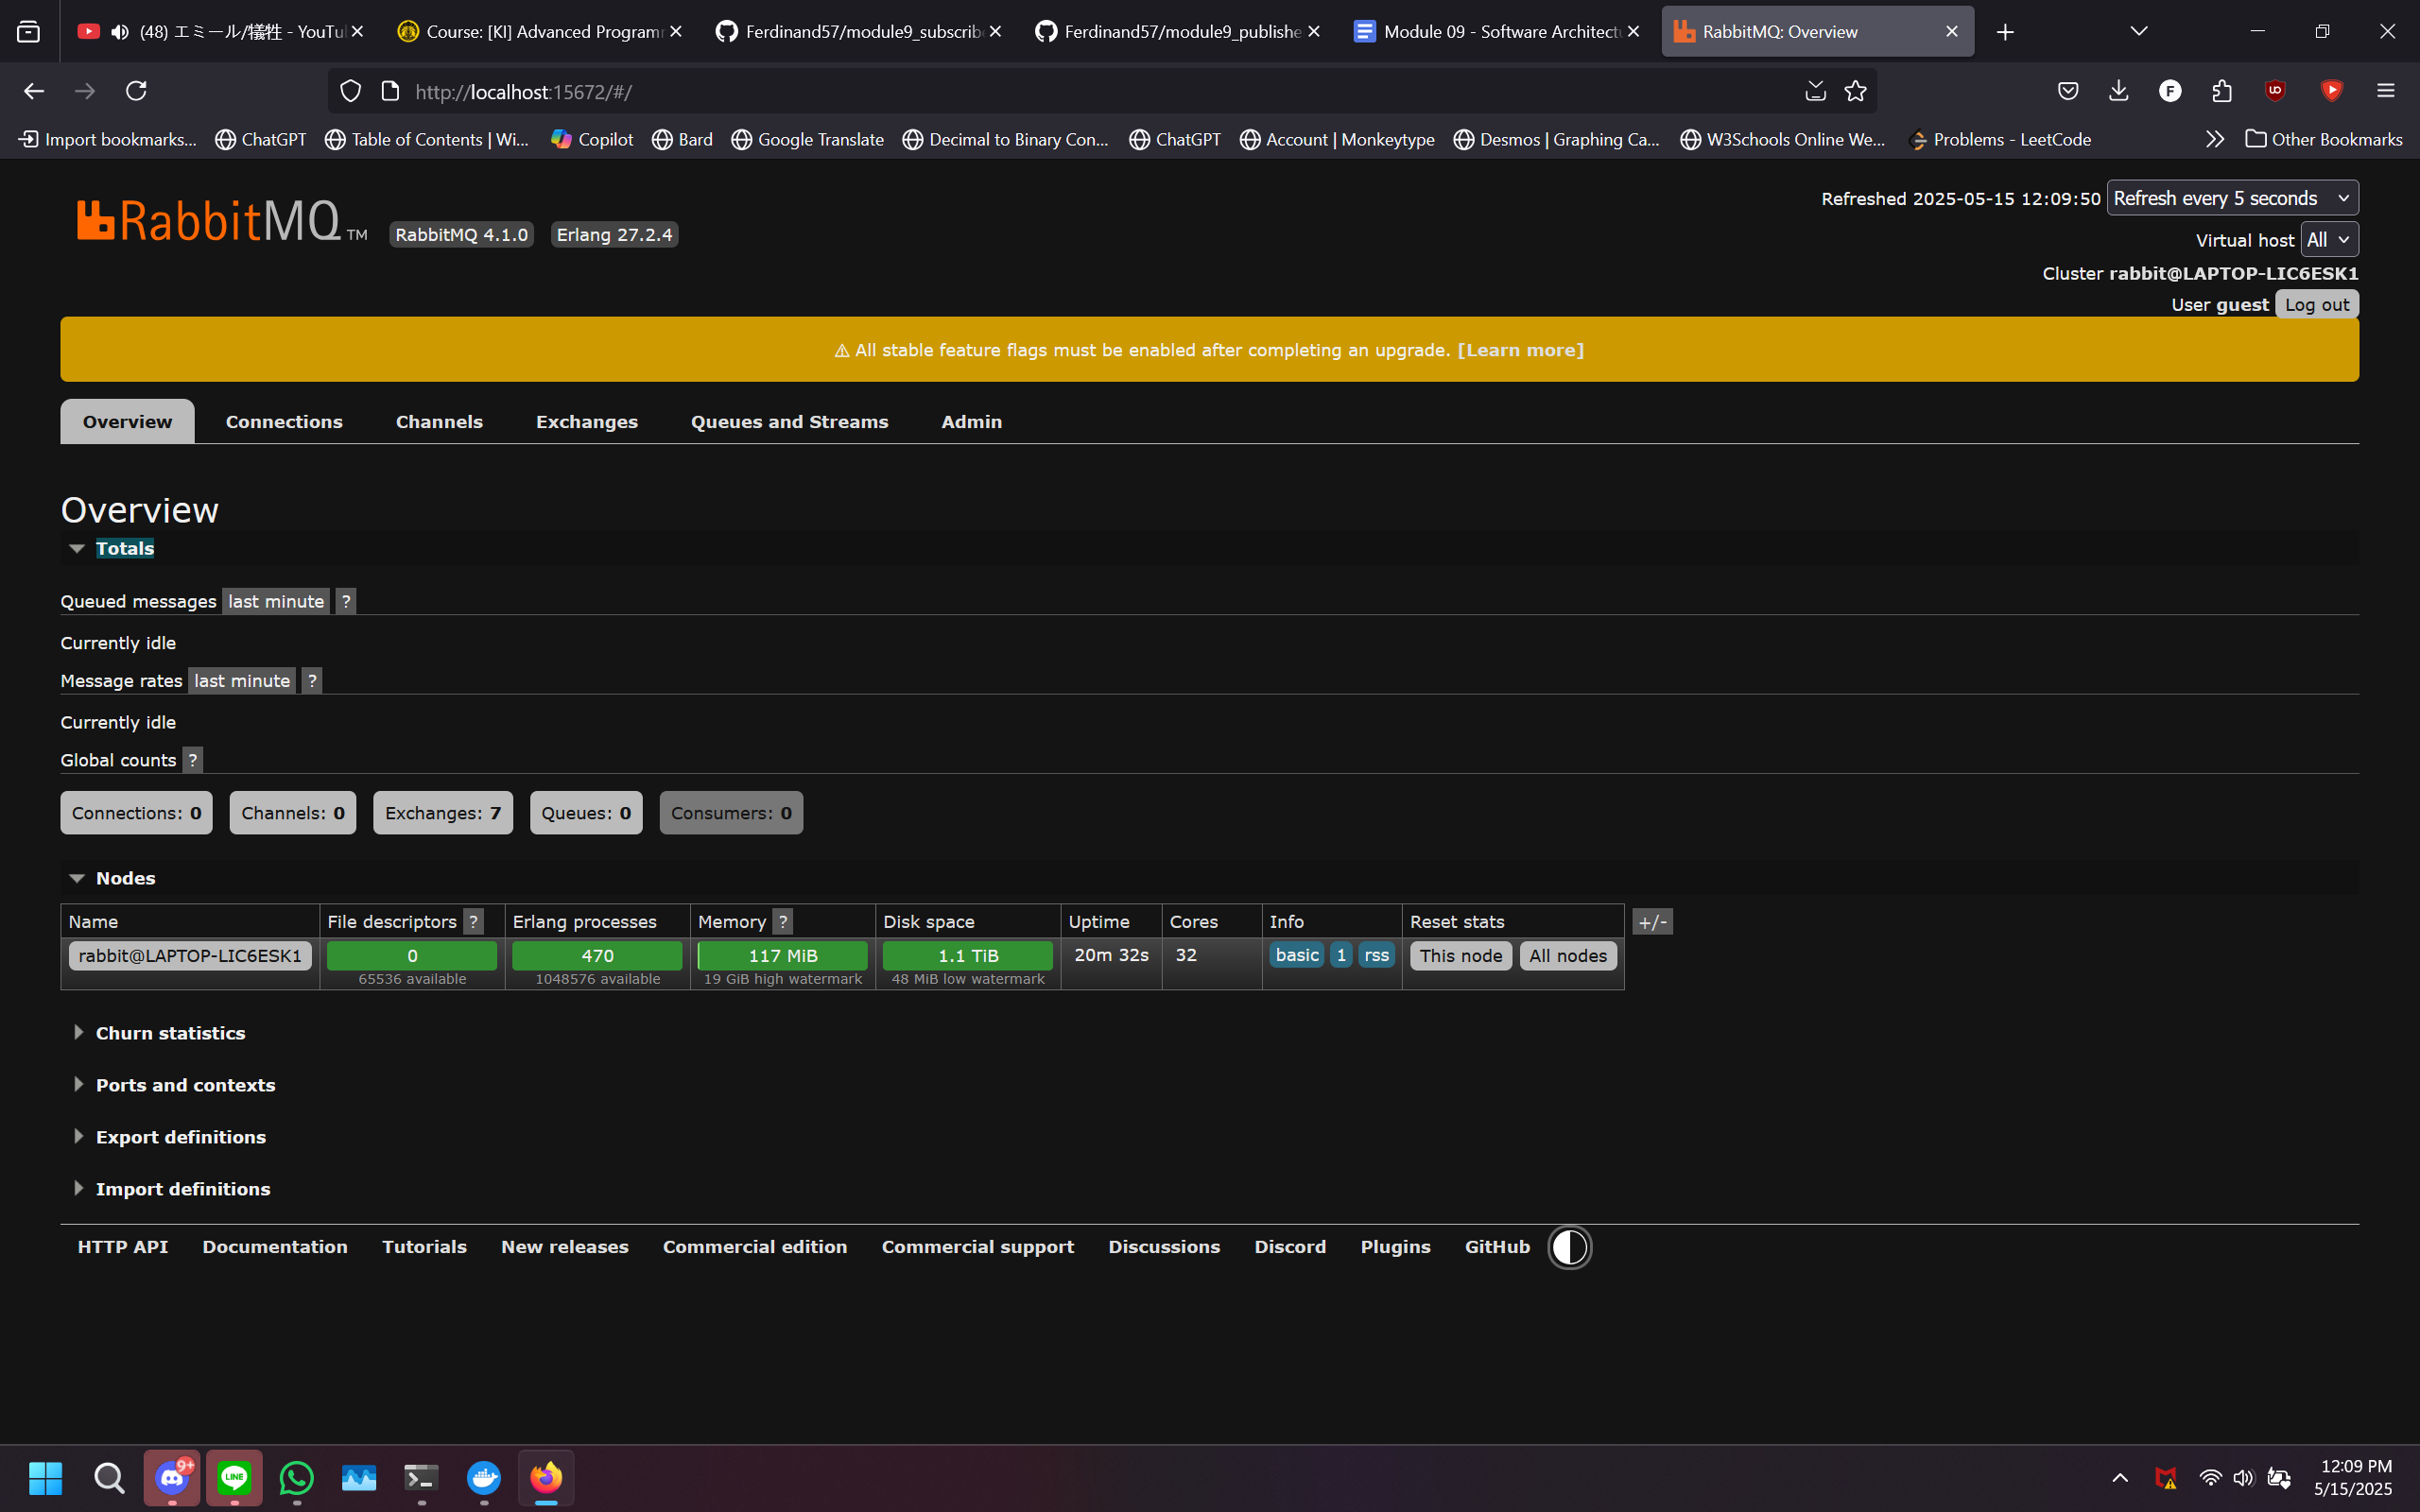 (48) エミール/犠牲 - YouTu
Course: [KI] Advanced Programm
Ferdinand57/module9_subscrib
Ferdinand57/module9_publishe
Module 09 - Software Architectu
RabbitMQ: Overview
http://localhost:15672/#/
F
UD
Import bookmarks...
ChatGPT
Table of Contents | Wi...
Copilot
Bard
Google Translate
Decimal to Binary Con...
ChatGPT
Account | Monkeytype
Desmos | Graphing Ca...
W3Schools Online We...
Problems - LeetCode
Other Bookmarks
RabbitMQ TM
RabbitMQ 4.1.0
Erlang 27.2.4
Refreshed 2025-05-15 12:09:50
Refresh every 5 seconds
Virtual host All
Cluster rabbit@LAPTOP-LIC6ESK1
User guest Log out
⚠ All stable feature flags must be enabled after completing an upgrade. [Learn more]
Overview
Connections
Channels
Exchanges
Queues and Streams
Admin
Overview
Totals
Queued messages last minute ?
Currently idle
Message rates last minute ?
Currently idle
Global counts ?
Connections: 0
Channels: 0
Exchanges: 7
Queues: 0
Consumers: 0
Nodes
Name File descriptors ? Erlang processes Memory ? Disk space Uptime Cores Info Reset stats +/-
rabbit@LAPTOP-LIC6ESK1 0 470 117 MiB 1.1 TiB 20m 32s 32 basic 1 rss This node All nodes
65536 available 1048576 available 19 GiB high watermark 48 MiB low watermark
Churn statistics
Ports and contexts
Export definitions
Import definitions
HTTP API
Documentation
Tutorials
New releases
Commercial edition
Commercial support
Discussions
Discord
Plugins
GitHub
9+
LINE
12:09 PM
5/15/2025